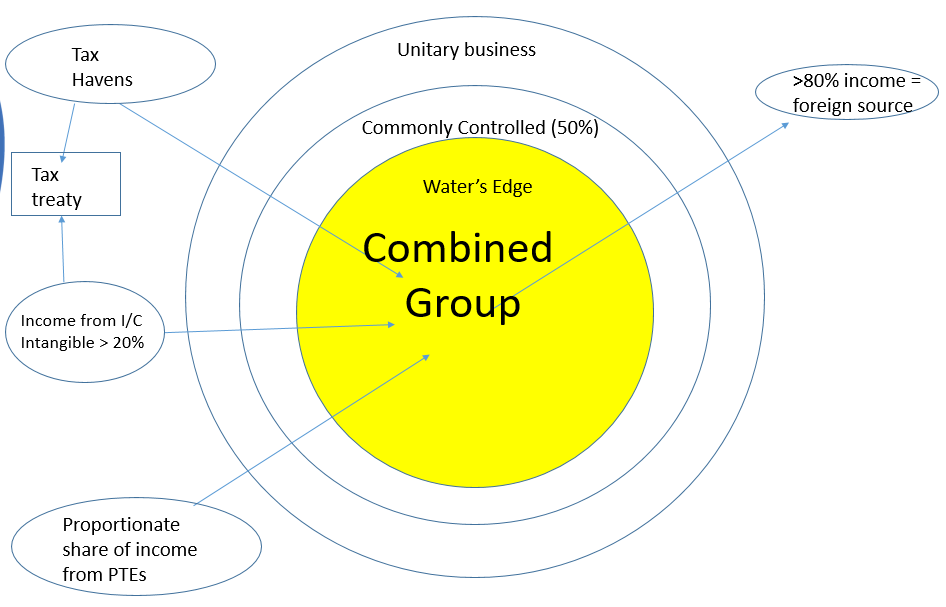 Unitary business
Tax
Havens
>80% income =
foreign source
Commonly Controlled (50%)
Tax
treaty
Water's Edge
Combined
Group
Income from I/C
Intangible > 20%
Proportionate
share of income
from PTEs